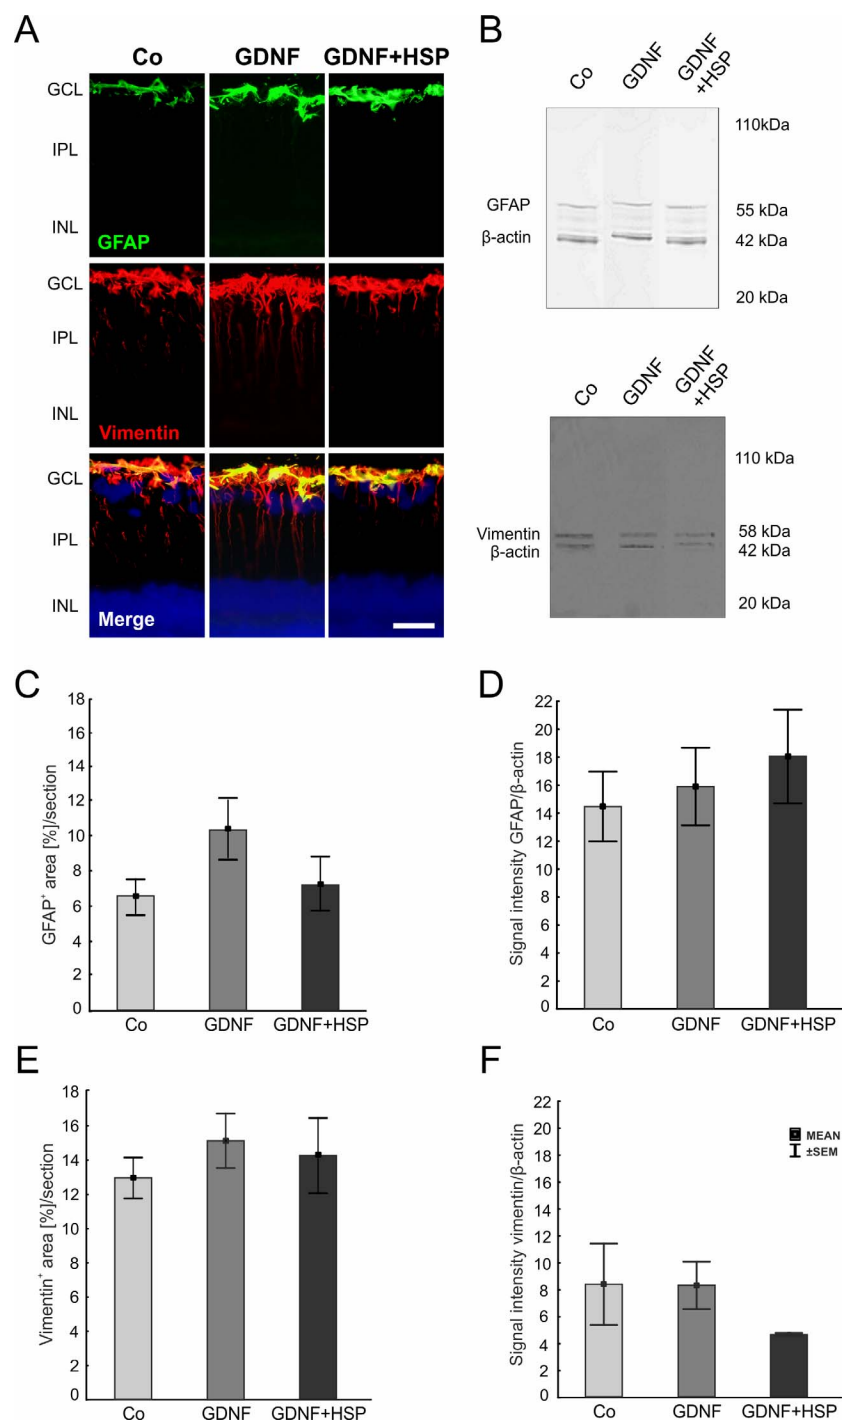 A
Co GDNF GDNF+HSP
GCL
IPL
INL
GFAP
GCL
IPL
INL
Vimentin
GCL
IPL
INL
Merge
B
Co GDNF GDNF
+HSP
110kDa
GFAP
55 kDa
β-actin
42 kDa
20 kDa
Co GDNF GDNF
+HSP
110 kDa
Vimentin
58 kDa
β-actin
42 kDa
20 kDa
C
GFAP⁺ area [%]/section
18
16
14
12
10
8
6
4
2
0
Co GDNF GDNF+HSP
D
Signal intensity GFAP/β-actin
22
20
18
16
14
12
10
8
6
4
2
0
Co GDNF GDNF+HSP
E
Vimentin⁺ area [%]/section
18
16
14
12
10
8
6
4
2
0
Co GDNF GDNF+HSP
F
Signal intensity vimentin/β-actin
22
20
18
16
14
12
10
8
6
4
2
0
MEAN
±SEM
Co GDNF GDNF+HSP